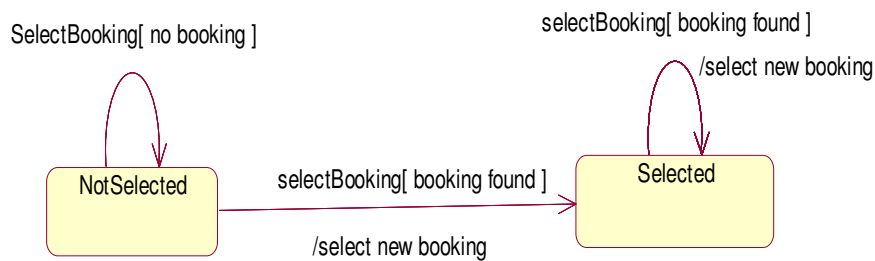 selectBooking[ booking found ]
SelectBooking[ no booking ]
/select new booking
NotSelected
selectBooking[ booking found ]
Selected
/select new booking